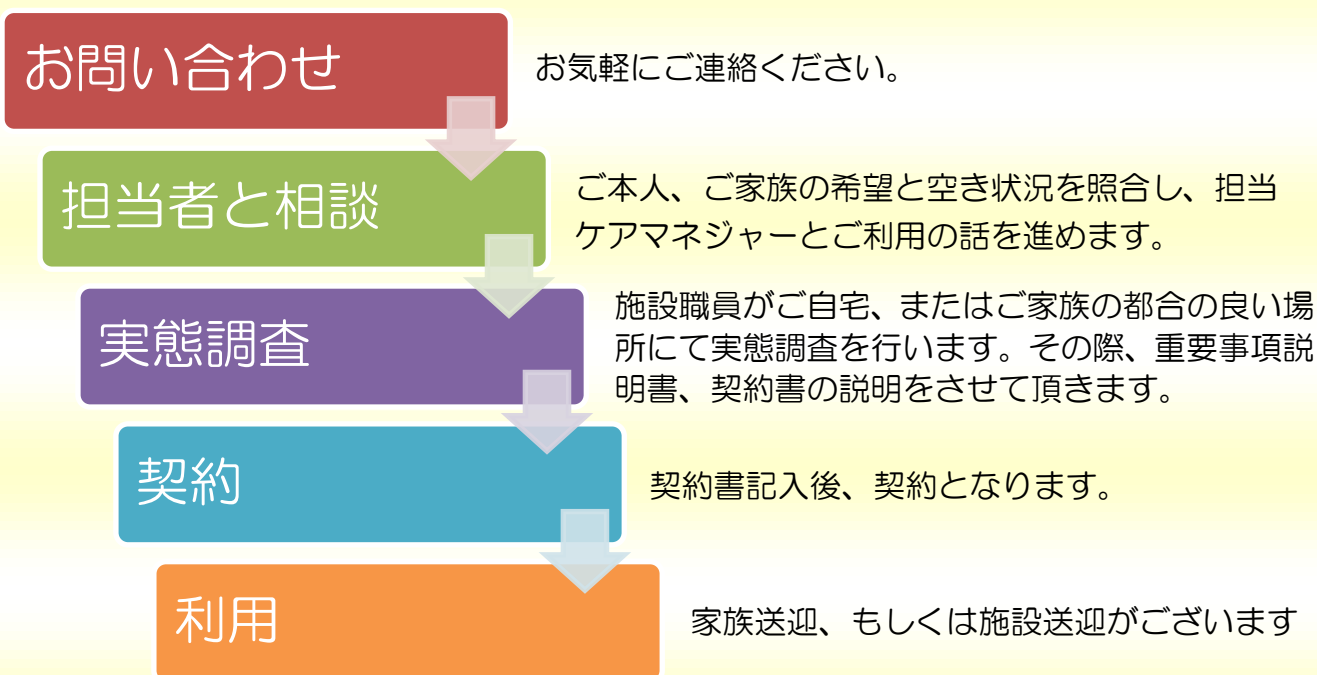 お問い合わせ
お気軽にご連絡ください。
担当者と相談
ご本人、ご家族の希望と空き状況を照合し、担当
ケアマネジャーとご利用の話を進めます。
実態調査
施設職員がご自宅、またはご家族の都合の良い場
所にて実態調査を行います。その際、重要事項説
明書、契約書の説明をさせて頂きます。
契約
契約書記入後、契約となります。
利用
家族送迎、もしくは施設送迎がございます